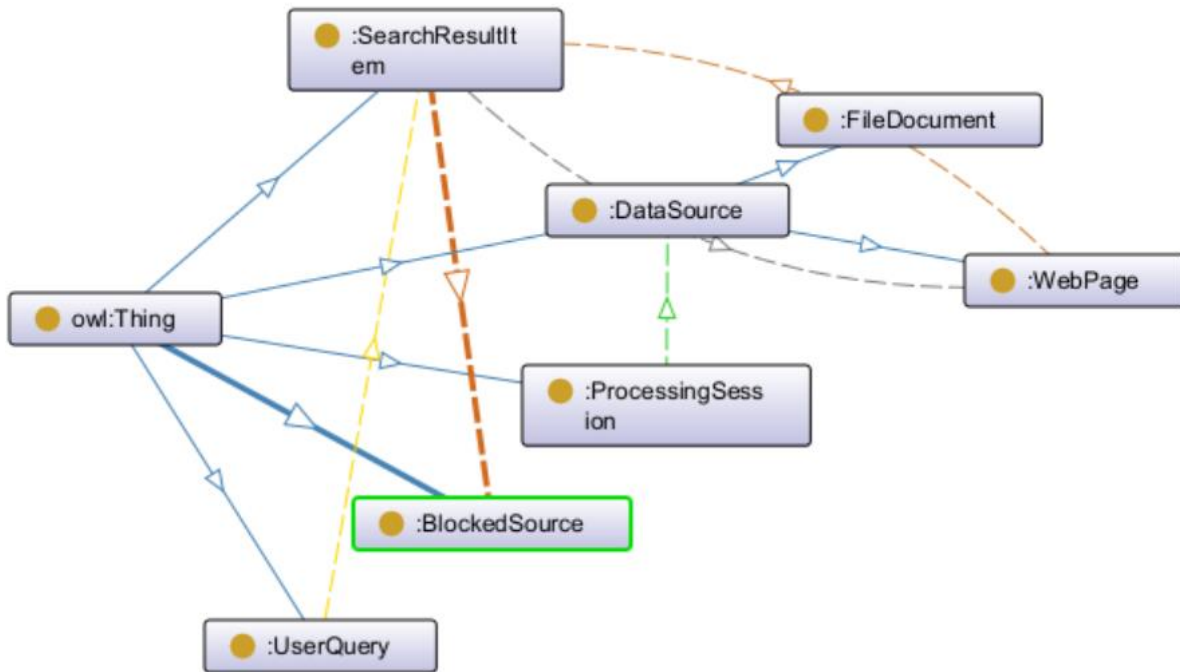 :SearchResultIt
em
:FileDocument
:DataSource
:WebPage
owl:Thing
:ProcessingSess
ion
:BlockedSource
:UserQuery